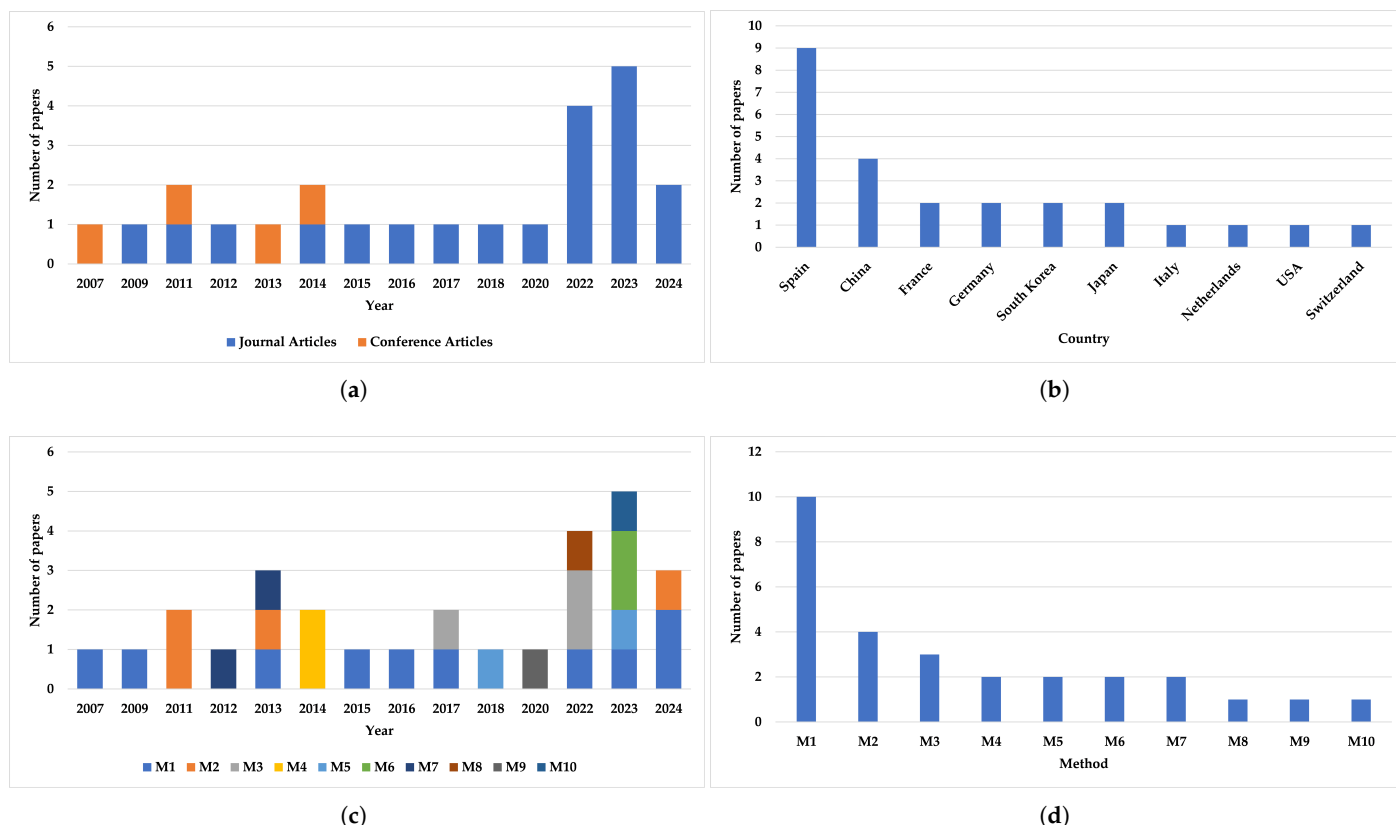 6
5
4
3
2
1
0
Number of papers
2007 2009 2011 2012 2013 2014 2015 2016 2017 2018 2020 2022 2023 2024
Year
Journal Articles Conference Articles
(a)
10
9
8
7
6
5
4
3
2
1
0
Number of papers
Spain China France Germany South Korea Japan Italy Netherlands USA Switzerland
Country
(b)
6
5
4
3
2
1
0
Number of papers
2007 2009 2011 2012 2013 2014 2015 2016 2017 2018 2020 2022 2023 2024
Year
M1 M2 M3 M4 M5 M6 M7 M8 M9 M10
(c)
12
10
8
6
4
2
0
Number of papers
M1 M2 M3 M4 M5 M6 M7 M8 M9 M10
Method
(d)